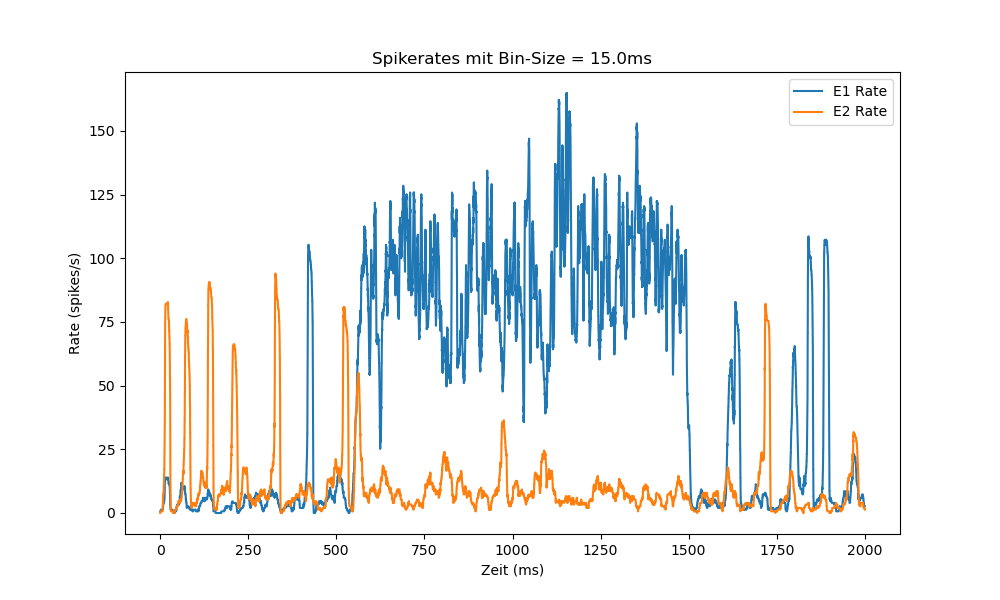 Spikerates mit Bin-Size = 15.0ms
E1 Rate
E2 Rate
Rate (spikes/s)
150
125
100
75
50
25
0
0 250 500 750 1000 1250 1500 1750 2000
Zeit (ms)